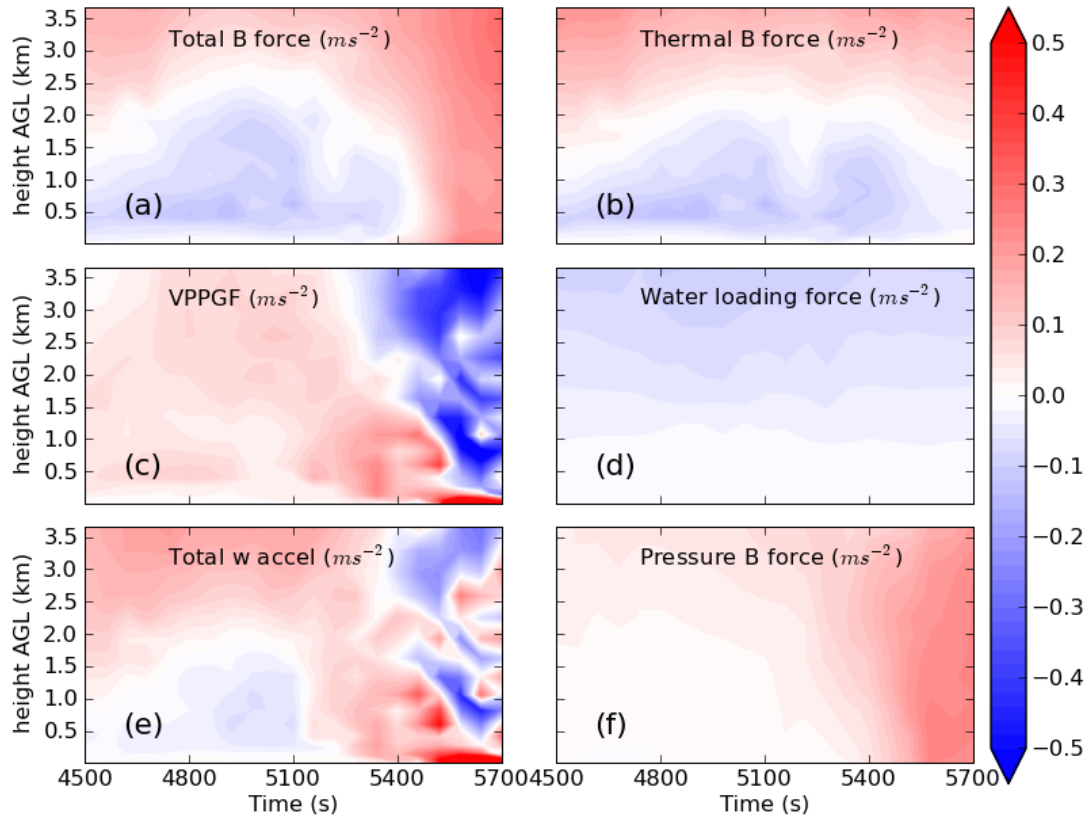 Total B force (ms⁻²)
Thermal B force (ms⁻²)
height AGL (km)
3.5
3.0
2.5
2.0
1.5
1.0
0.5
(a)
(b)
VPPGF (ms⁻²)
Water loading force (ms⁻²)
height AGL (km)
3.5
3.0
2.5
2.0
1.5
1.0
0.5
(c)
(d)
Total w accel (ms⁻²)
Pressure B force (ms⁻²)
height AGL (km)
3.5
3.0
2.5
2.0
1.5
1.0
0.5
(e)
(f)
4500 4800 5100 5400 5700
4500 4800 5100 5400 5700
Time (s)
Time (s)
0.5
0.4
0.3
0.2
0.1
0.0
−0.1
−0.2
−0.3
−0.4
−0.5